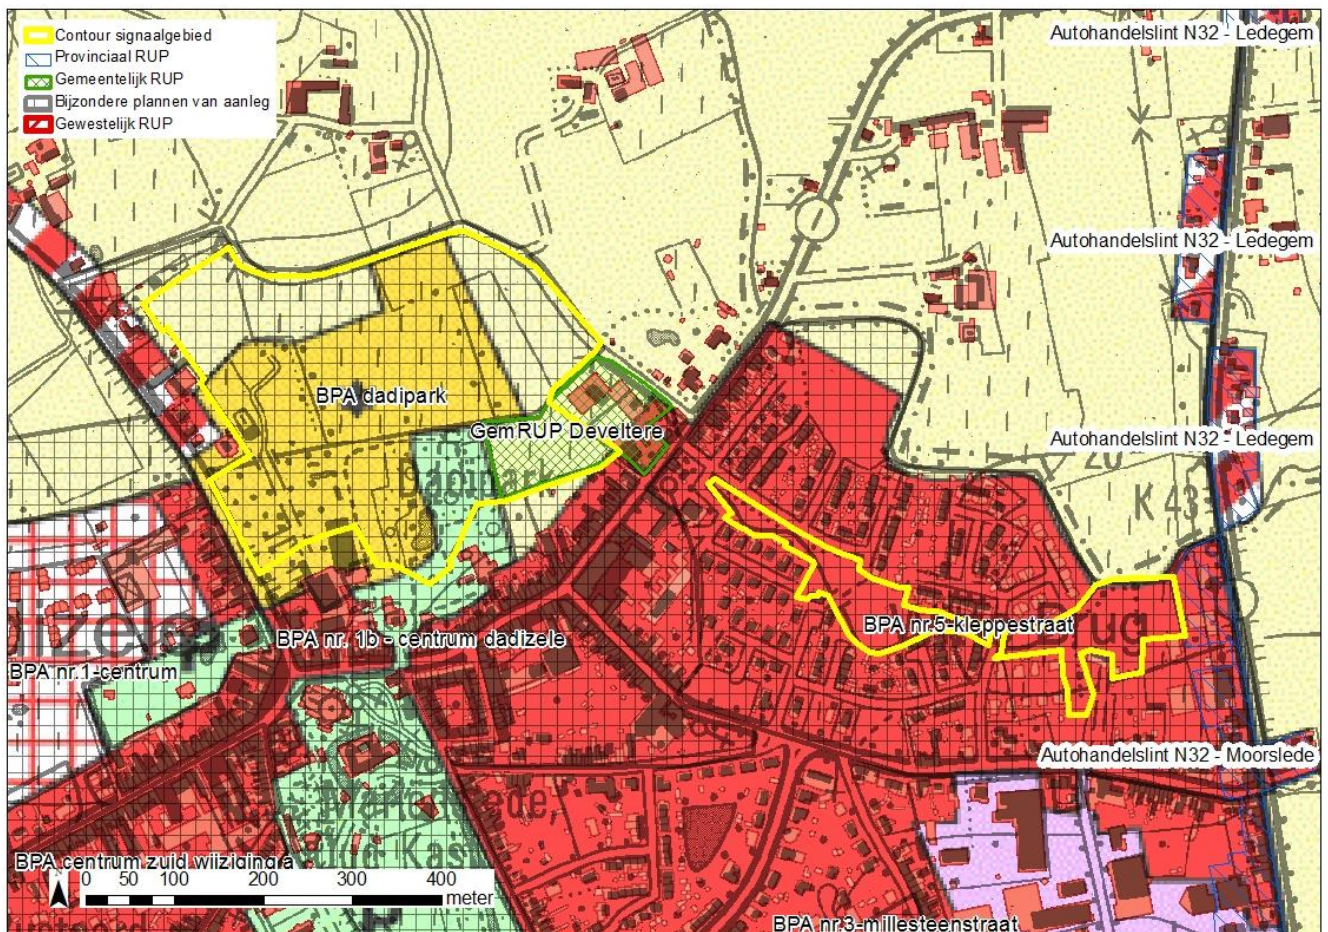 Contour signaalgebied
Provinciaal RUP
Gemeentelijk RUP
Bijzondere plannen van aanleg
Gewestelijk RUP
Autohandelslint N32 - Ledegem
Autohandelslint N32 - Ledegem
BPA dadipark
GemRUP Develtere
Autohandelslint N32 - Ledegem
Dadipark
K 43
BPA nr.5-kleppestraat
BPA nr. 1b - centrum dadizele
BPA nr.1-centrum
Autohandelslint N32 - Moorslede
BPA centrum zuid wijziging a
0 50 100 200 300 400
meter
BPA nr.3-millesteenstraat